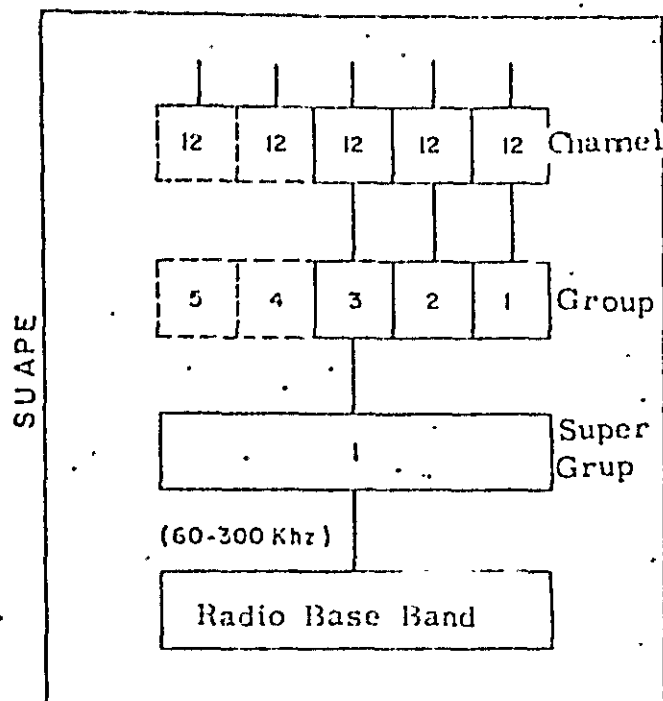 SUAPE
12 12 12 12 12 Channel
5 4 3 2 1 Group
1 Super
Grup
(60-300 Khz)
Radio Base Band